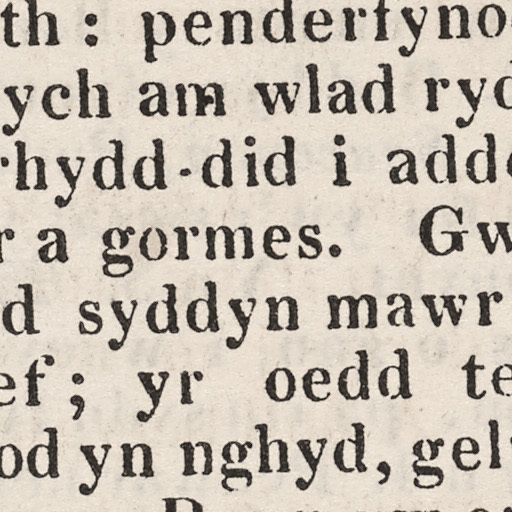 th: penderfyno
ych am wlad ryd
rhydd-did i adde
r a gormes. Gw
d syddyn mawr
ef; yr oedd te
od yn nghyd, gel